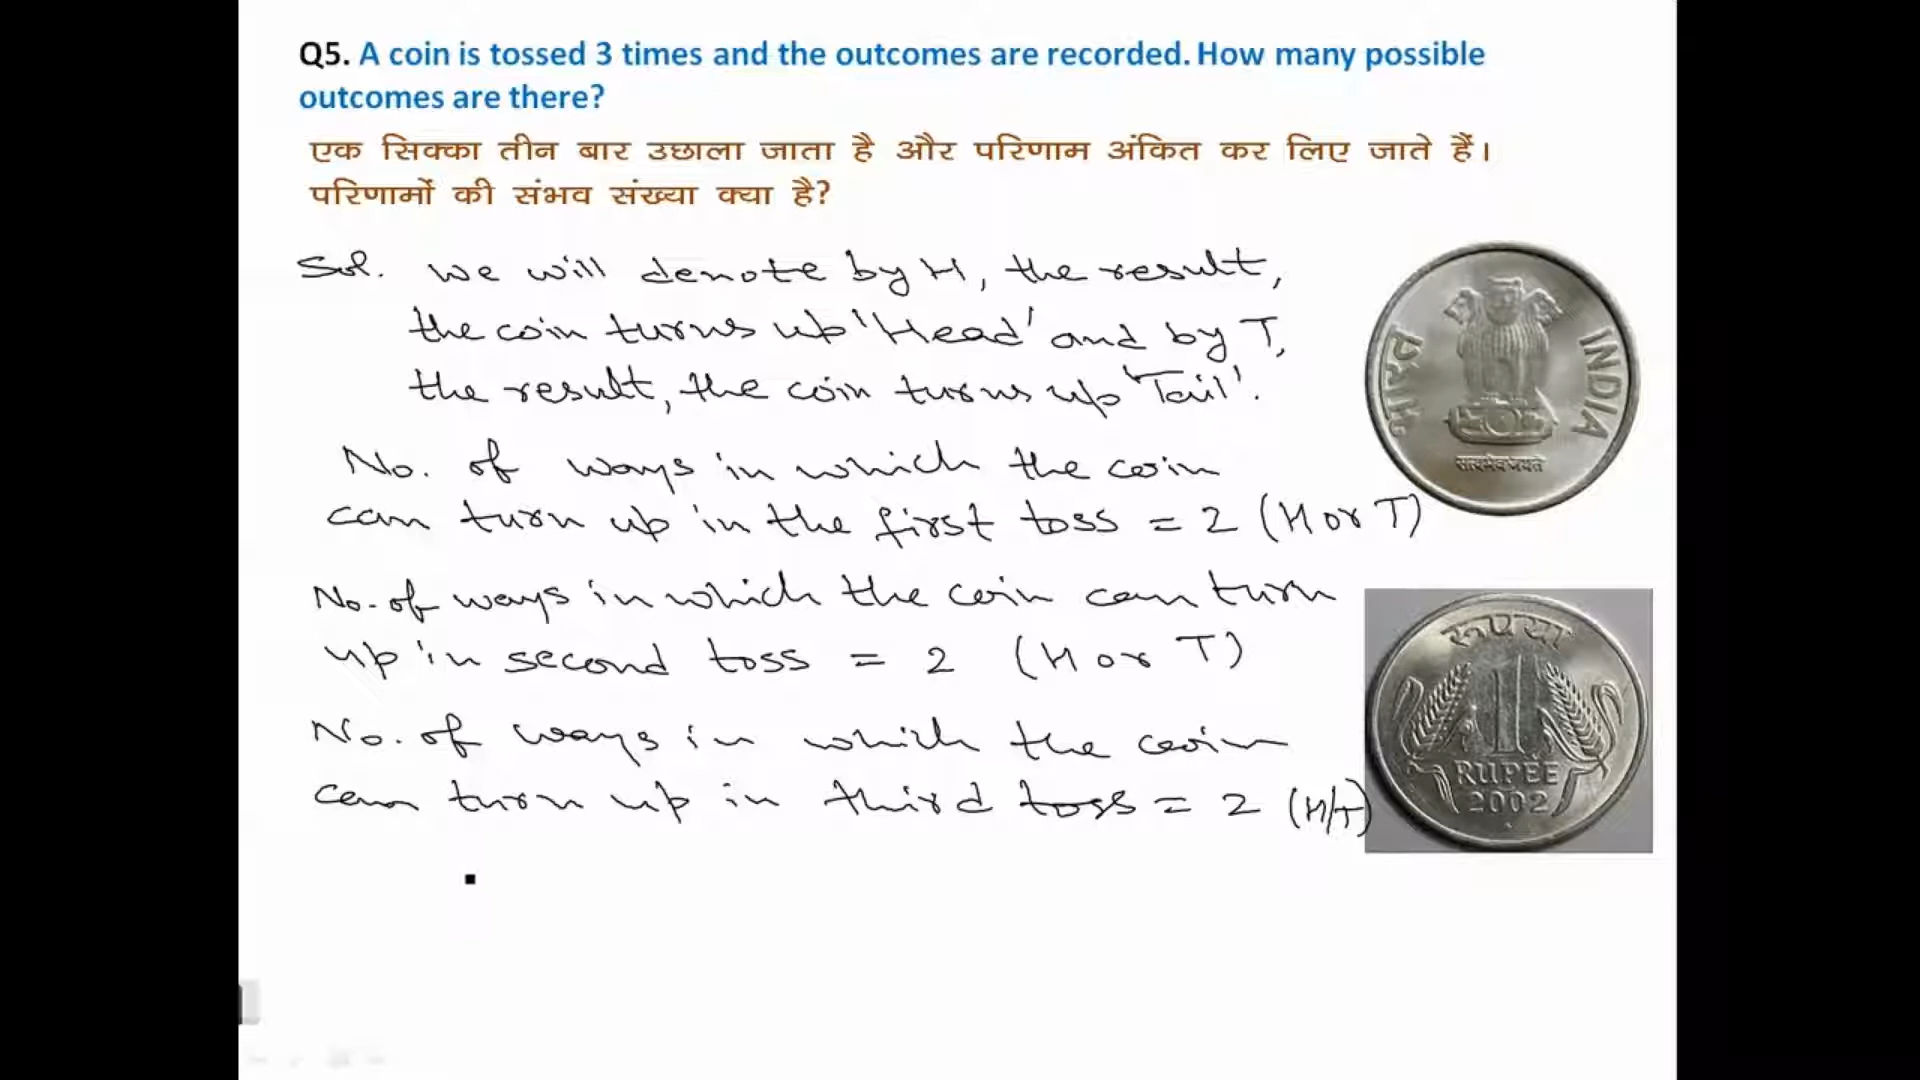 Q5. A coin is tossed 3 times and the outcomes are recorded. How many possible
outcomes are there?
एक सिक्का तीन बार उछाला जाता है और परिणाम अंकित कर लिए जाते हैं।
परिणामों की संभव संख्या क्या है?
Sol. We will denote by H, the result,
the coin turns up 'Head' and by T,
the result, the coin turns up 'Tail'.
No. of ways in which the coin
can turn up in the first toss = 2 (H or T)
No. of ways in which the coin can turn
up in second toss = 2 (H or T)
No. of ways in which the coin
can turn up in third toss = 2 (H/T)
भारत
INDIA
सत्यमेव जयते
रूपया
1
RUPEE
2002